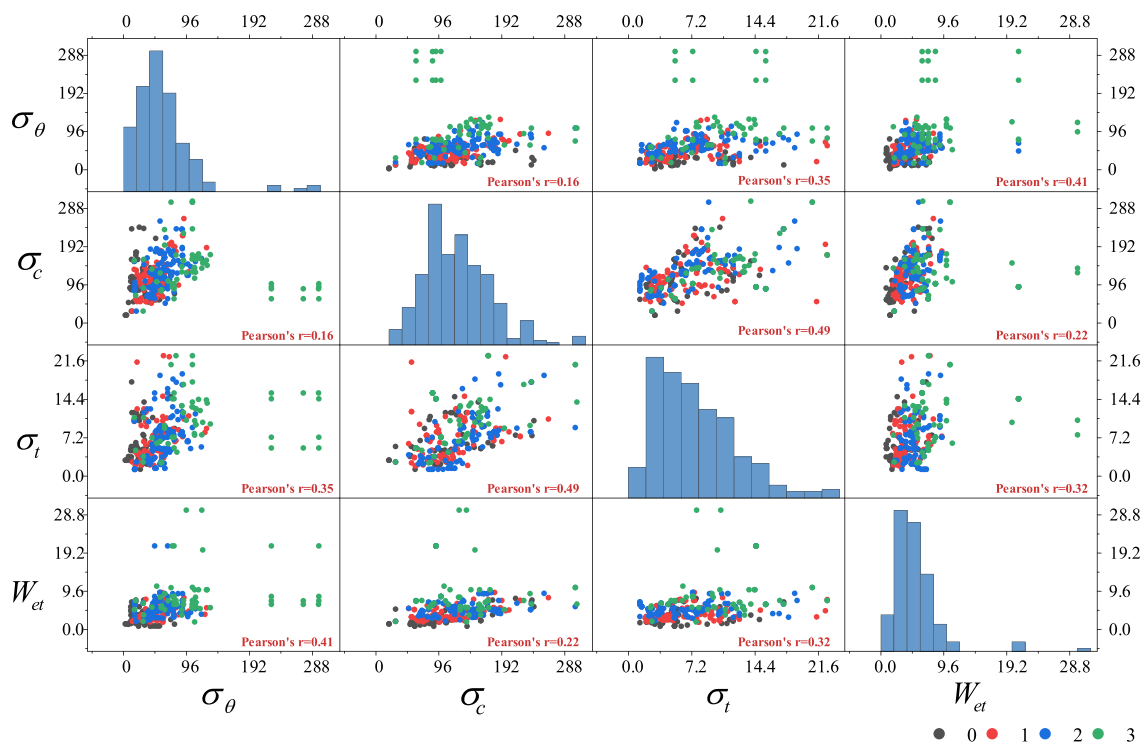 0 96 192 288 0 96 192 288 0.0 7.2 14.4 21.6 0.0 9.6 19.2 28.8
288 288
192 192
σθ 96 96
0 0
Pearson's r=0.16 Pearson's r=0.35 Pearson's r=0.41
288 288
192 192
σc 96 96
0 0
Pearson's r=0.16 Pearson's r=0.49 Pearson's r=0.22
21.6 21.6
14.4 14.4
σt 7.2 7.2
0.0 0.0
Pearson's r=0.35 Pearson's r=0.49 Pearson's r=0.32
28.8 28.8
19.2 19.2
Wet 9.6 9.6
0.0 0.0
Pearson's r=0.41 Pearson's r=0.22 Pearson's r=0.32
0 96 192 288 0 96 192 288 0.0 7.2 14.4 21.6 0.0 9.6 19.2 28.8
σθ σc σt Wet
0 1 2 3